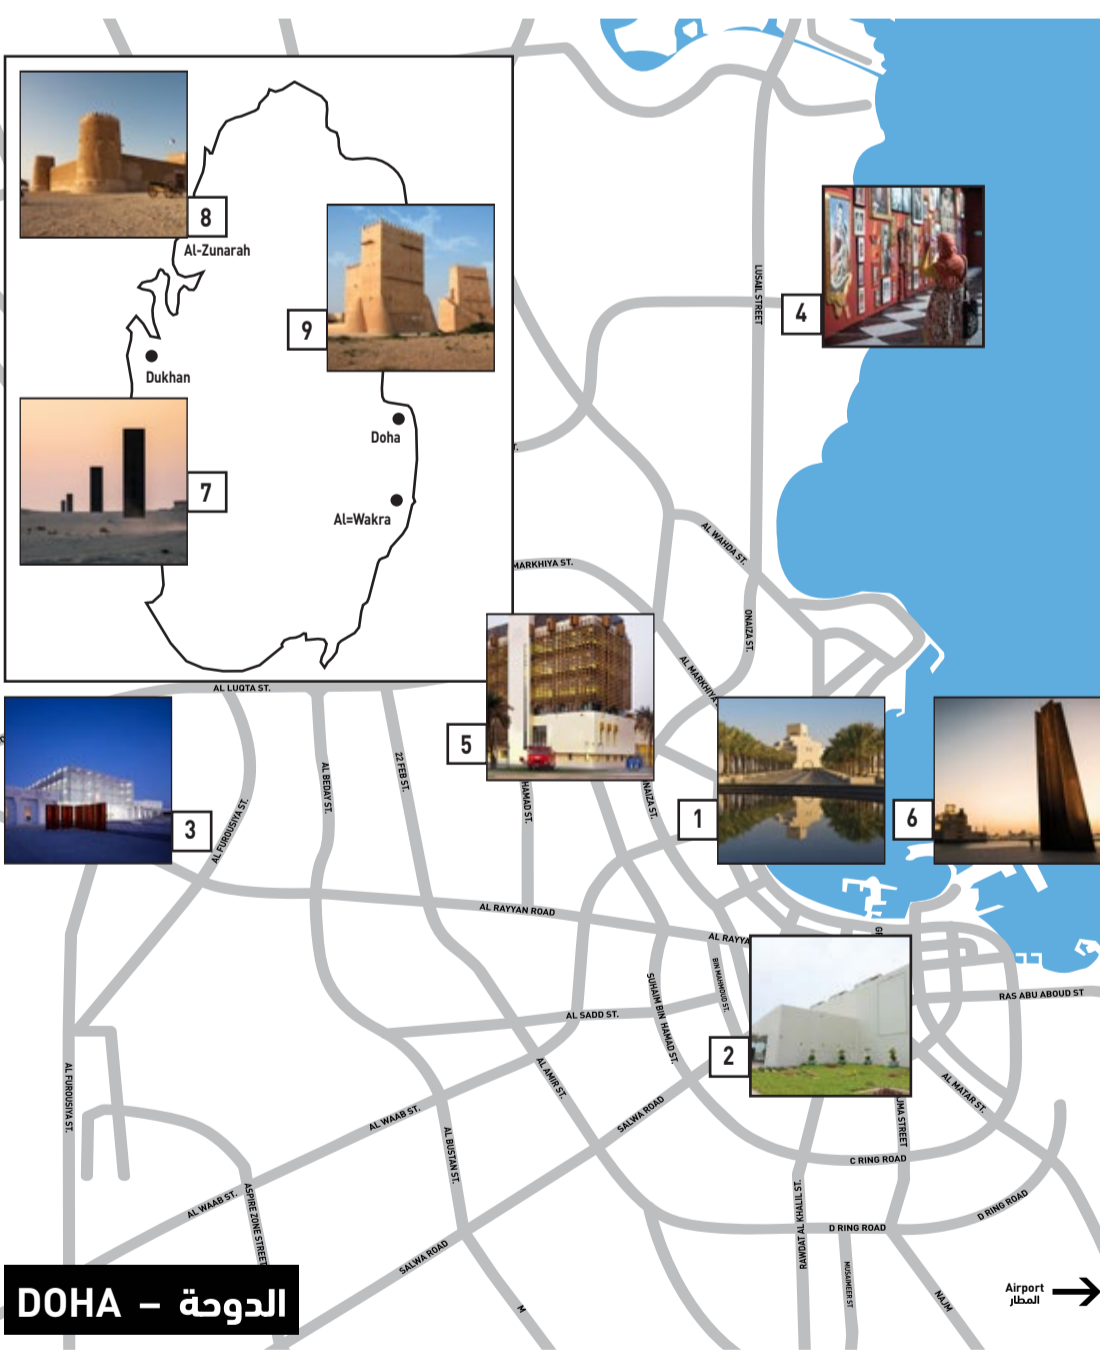 8
Al-Zunarah
9
Dukhan
Doha
7
Al=Wakra
4
LUSAIL STREET
AL WAHDA ST.
MARKHIYA ST.
ONAIZA ST.
AL MARKHIYA
AL LUQTA ST.
5
3
1
6
AL FUROUSIYA ST.
AL BEDAY ST.
22 FEB ST.
HAMAD ST.
NAIZA ST.
AL RAYYAN ROAD
AL RAYYA
BIN MAHMOUD ST.
SUHAIM BIN HAMAD ST.
AL SADD ST.
RAS ABU ABOUD ST
2
AL FUROUSIYA ST.
AL AMIR ST.
AL MATAR ST.
AL WAAB ST.
SALWA ROAD
AL BUSTAN ST.
UMA STREET
C RING ROAD
AL WAAB ST.
ASPIRE ZONE STREET
RAWDAT AL KHALIL ST.
D RING ROAD
D RING ROAD
SALWA ROAD
MUSAIMEER ST
NAJM
M
DOHA – الدوحة
Airport
المطار